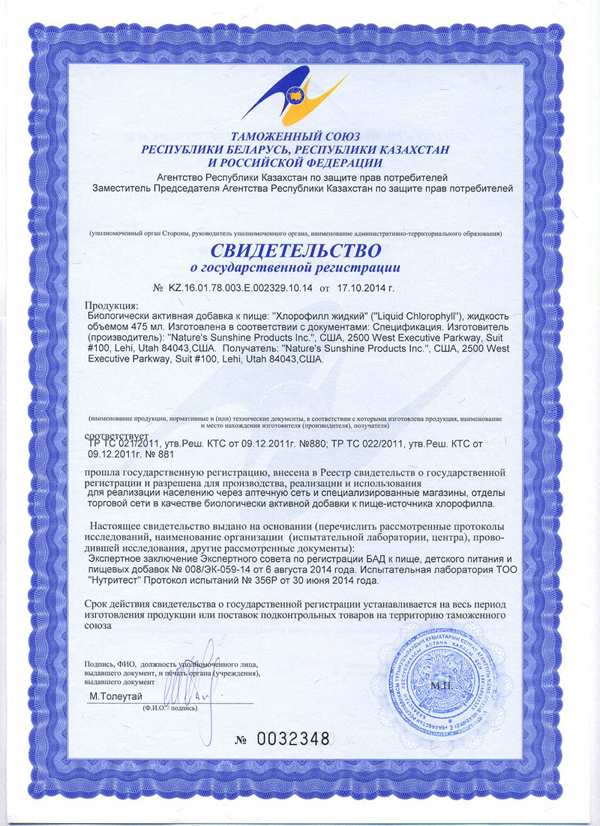 ТАМОЖЕННЫЙ СОЮЗ
РЕСПУБЛИКИ БЕЛАРУСЬ, РЕСПУБЛИКИ КАЗАХСТАН
И РОССИЙСКОЙ ФЕДЕРАЦИИ
Агентство Республики Казахстан по защите прав потребителей
Заместитель Председателя Агентства Республики Казахстан по защите прав потребителей
(уполномоченный орган Стороны, руководитель уполномоченного органа, наименование административно-территориального образования)
СВИДЕТЕЛЬСТВО
о государственной регистрации
№ KZ.16.01.78.003.E.002329.10.14 от 17.10.2014 г.
Продукция:
Биологически активная добавка к пище: "Хлорофилл жидкий" ("Liquid Chlorophyll"), жидкость
объемом 475 мл. Изготовлена в соответствии с документами: Спецификация. Изготовитель
(производитель): "Nature's Sunshine Products Inc.", США, 2500 West Executive Parkway, Suit
#100, Lehi, Utah 84043,США. Получатель: "Nature's Sunshine Products Inc.", США, 2500 West
Executive Parkway, Suit #100, Lehi, Utah 84043,США.
(наименование продукции, нормативные и (или) технические документы, в соответствии с которыми изготовлена продукция, наименование
и место нахождения изготовителя (производителя), получателя)
соответствует
ТР ТС 021/2011, утв.Реш. КТС от 09.12.2011г. №880; ТР ТС 022/2011, утв.Реш. КТС от
09.12.2011г. № 881
прошла государственную регистрацию, внесена в Реестр свидетельств о государственной
регистрации и разрешена для производства, реализации и использования
для реализации населению через аптечную сеть и специализированные магазины, отделы
торговой сети в качестве биологически активной добавки к пище-источника хлорофилла.
Настоящее свидетельство выдано на основании (перечислить рассмотренные протоколы
исследований, наименование организации (испытательной лаборатории, центра), прово-
дившей исследования, другие рассмотренные документы):
Экспертное заключение Экспертного совета по регистрации БАД к пище, детского питания и
пищевых добавок № 008/ЭК-059-14 от 6 августа 2014 года. Испытательная лаборатория ТОО
"Нутритест" Протокол испытаний № 356Р от 30 июня 2014 года.
Срок действия свидетельства о государственной регистрации устанавливается на весь период
изготовления продукции или поставок подконтрольных товаров на территорию таможенного
союза
Подпись, ФИО, должность уполномоченного лица,
выдавшего документ, и печать органа (учреждения),
выдавшего документ
М.Толеутай
(Ф.И.О./ подпись)
М.П.
№ 0032348